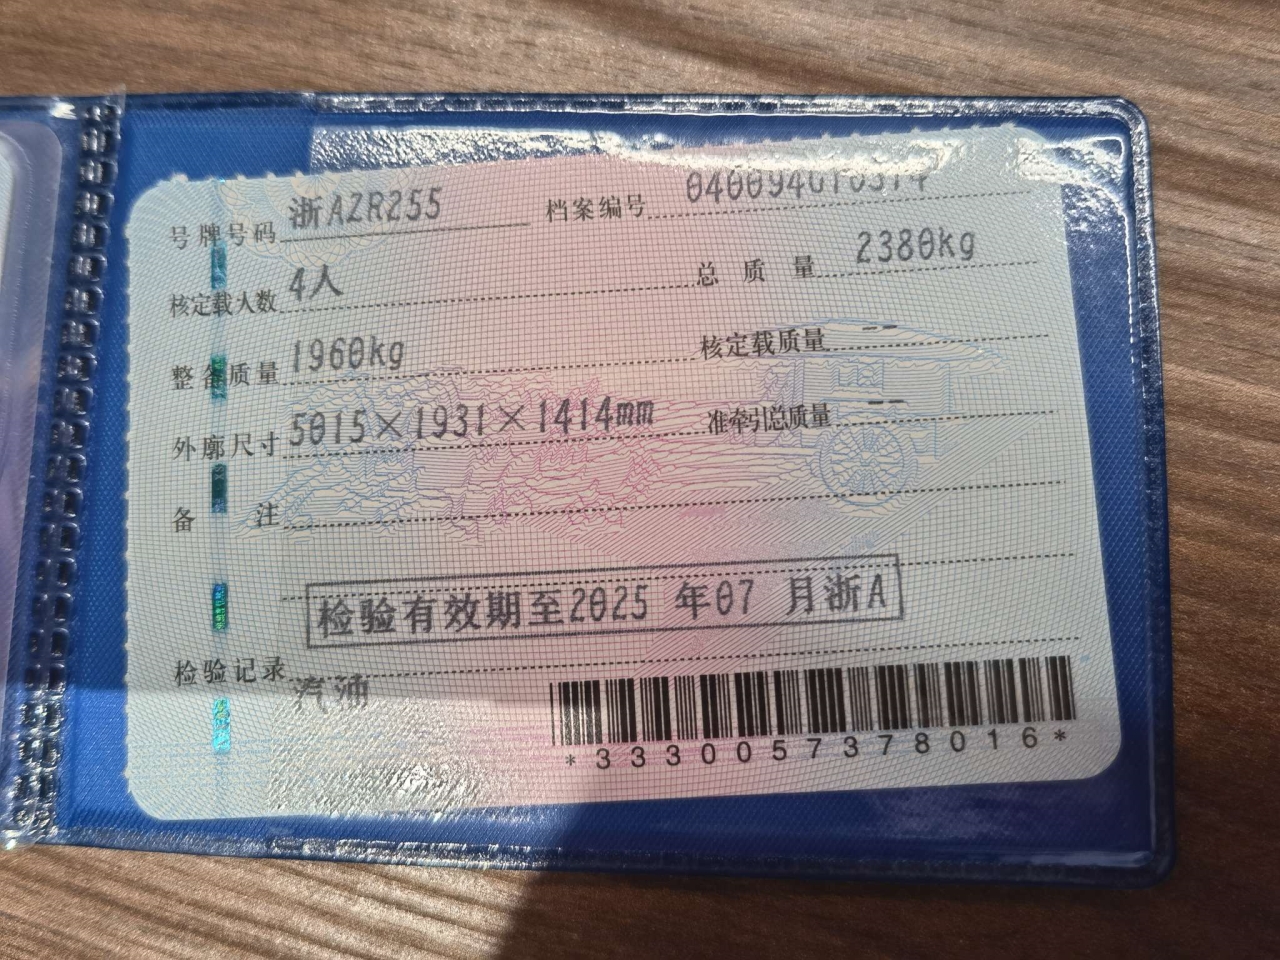 号牌号码 浙AZR255 档案编号
核定载人数 4人 总质量 2380kg
整备质量 1960kg 核定载质量 --
外廓尺寸 5015×1931×1414mm 准牵引总质量 --
备注
检验有效期至2025 年07 月浙A
检验记录
汽油
*3330057378016*